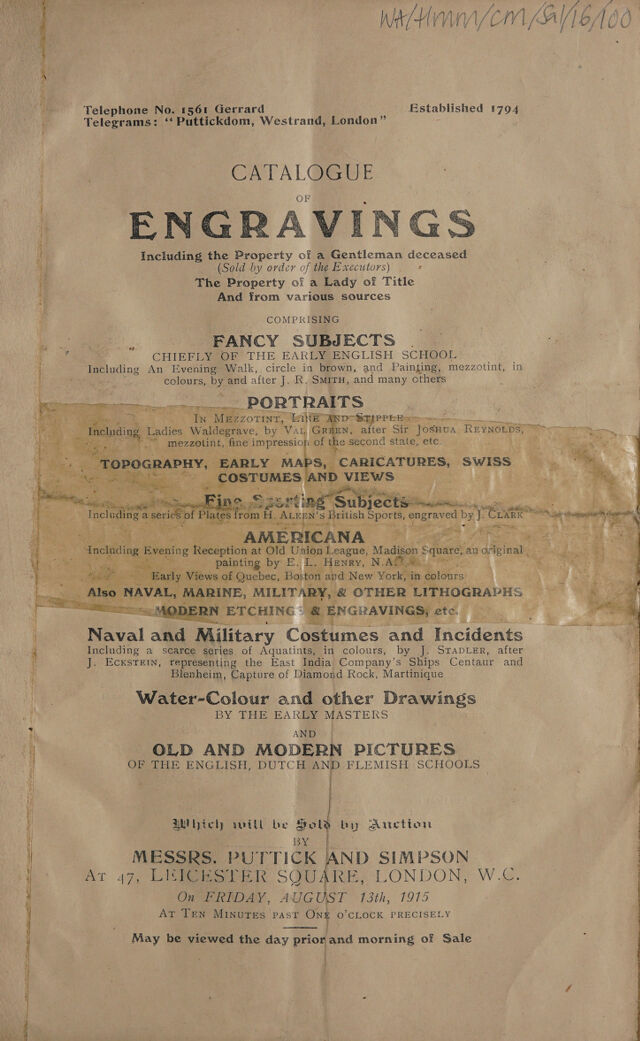 WA/HMM/CM/Sal/16/100
Telephone No. 1561 Gerrard Established 1794
Telegrams: "Puttickdom, Westrand, London"
CATALOGUE
OF
ENGRAVINGS
Including the Property of a Gentleman deceased
(Sold by order of the Executors)
The Property of a Lady of Title
And from various sources
COMPRISING
FANCY SUBJECTS
CHIEFLY OF THE EARLY ENGLISH SCHOOL
Including An Evening Walk, circle in brown, and Painting, mezzotint, in
colours, by and after J. R. SMITH, and many others
PORTRAITS
IN MEZZOTINT, LINE AND STIPPLE
Including Ladies Waldegrave, by VAL GREEN, after Sir JOSHUA REYNOLDS,
mezzotint, fine impression of the second state, etc.
TOPOGRAPHY, EARLY MAPS, CARICATURES, SWISS
COSTUMES AND VIEWS
Fine Sporting Subjects
Including a series of Plates from H. ALKEN'S British Sports, engraved by J. CLARK
AMERICANA
Including Evening Reception at Old Union League, Madison Square, an original
painting by E. L. HENRY, N.A.
Early Views of Quebec, Boston and New York, in colours
Also NAVAL, MARINE, MILITARY, & OTHER LITHOGRAPHS
MODERN ETCHINGS & ENGRAVINGS, etc.
Naval and Military Costumes and Incidents
Including a scarce series of Aquatints, in colours, by J. STADLER, after
J. ECKSTEIN, representing the East India Company's Ships Centaur and
Blenheim, Capture of Diamond Rock, Martinique
Water-Colour and other Drawings
BY THE EARLY MASTERS
AND
OLD AND MODERN PICTURES
OF THE ENGLISH, DUTCH AND FLEMISH SCHOOLS
Which will be Sold by Auction
BY
MESSRS. PUTTICK AND SIMPSON
AT 47, LEICESTER SQUARE, LONDON, W.C.
On FRIDAY, AUGUST 13th, 1915
AT TEN MINUTES PAST ONE O'CLOCK PRECISELY
May be viewed the day prior and morning of Sale